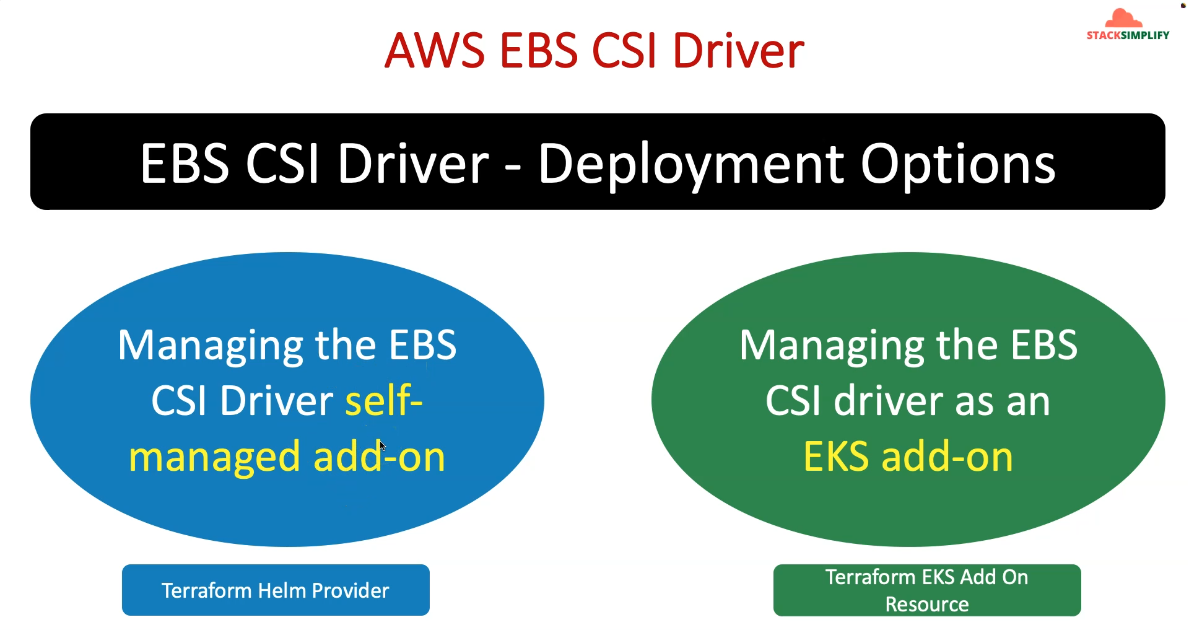 STACKSIMPLIFY
AWS EBS CSI Driver
EBS CSI Driver - Deployment Options
Managing the EBS
CSI Driver self-
managed add-on
Managing the EBS
CSI driver as an
EKS add-on
Terraform Helm Provider
Terraform EKS Add On
Resource